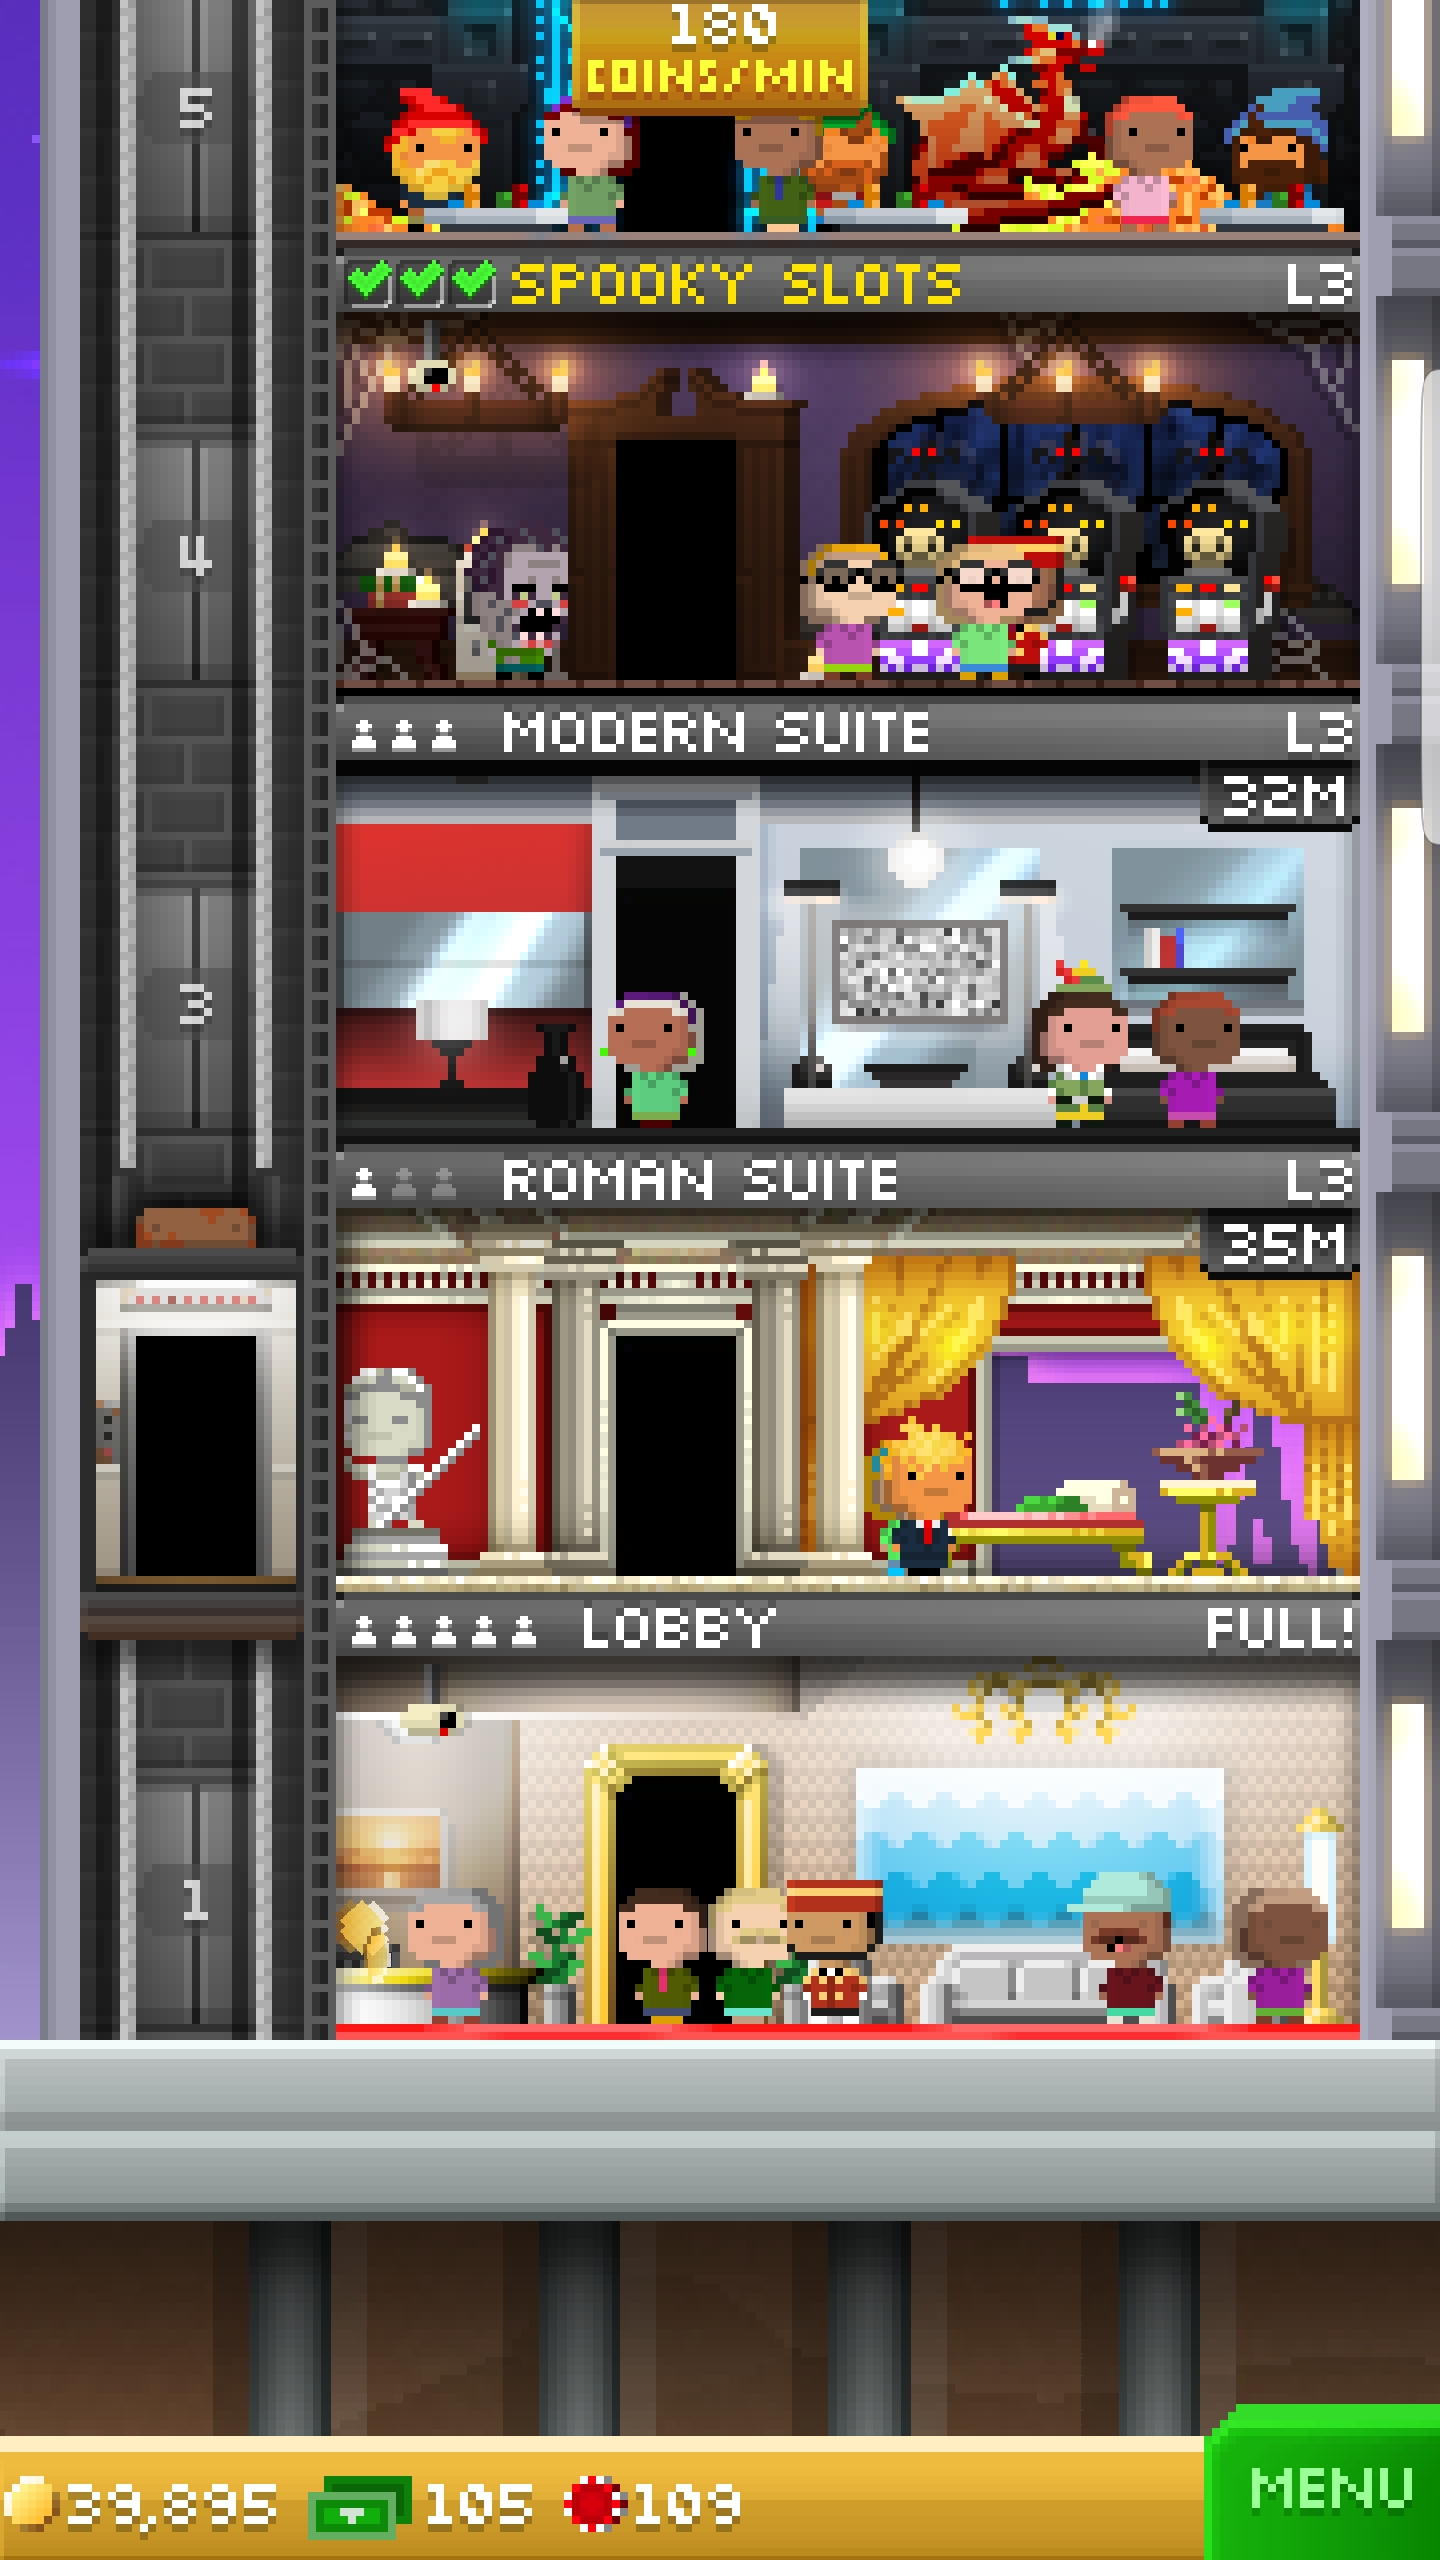 180
COINS/MIN
5
SPOOKY SLOTS L3
4
MODERN SUITE L3
32M
3
ROMAN SUITE L3
35M
LOBBY FULL!
1
39,895 105 109
MENU